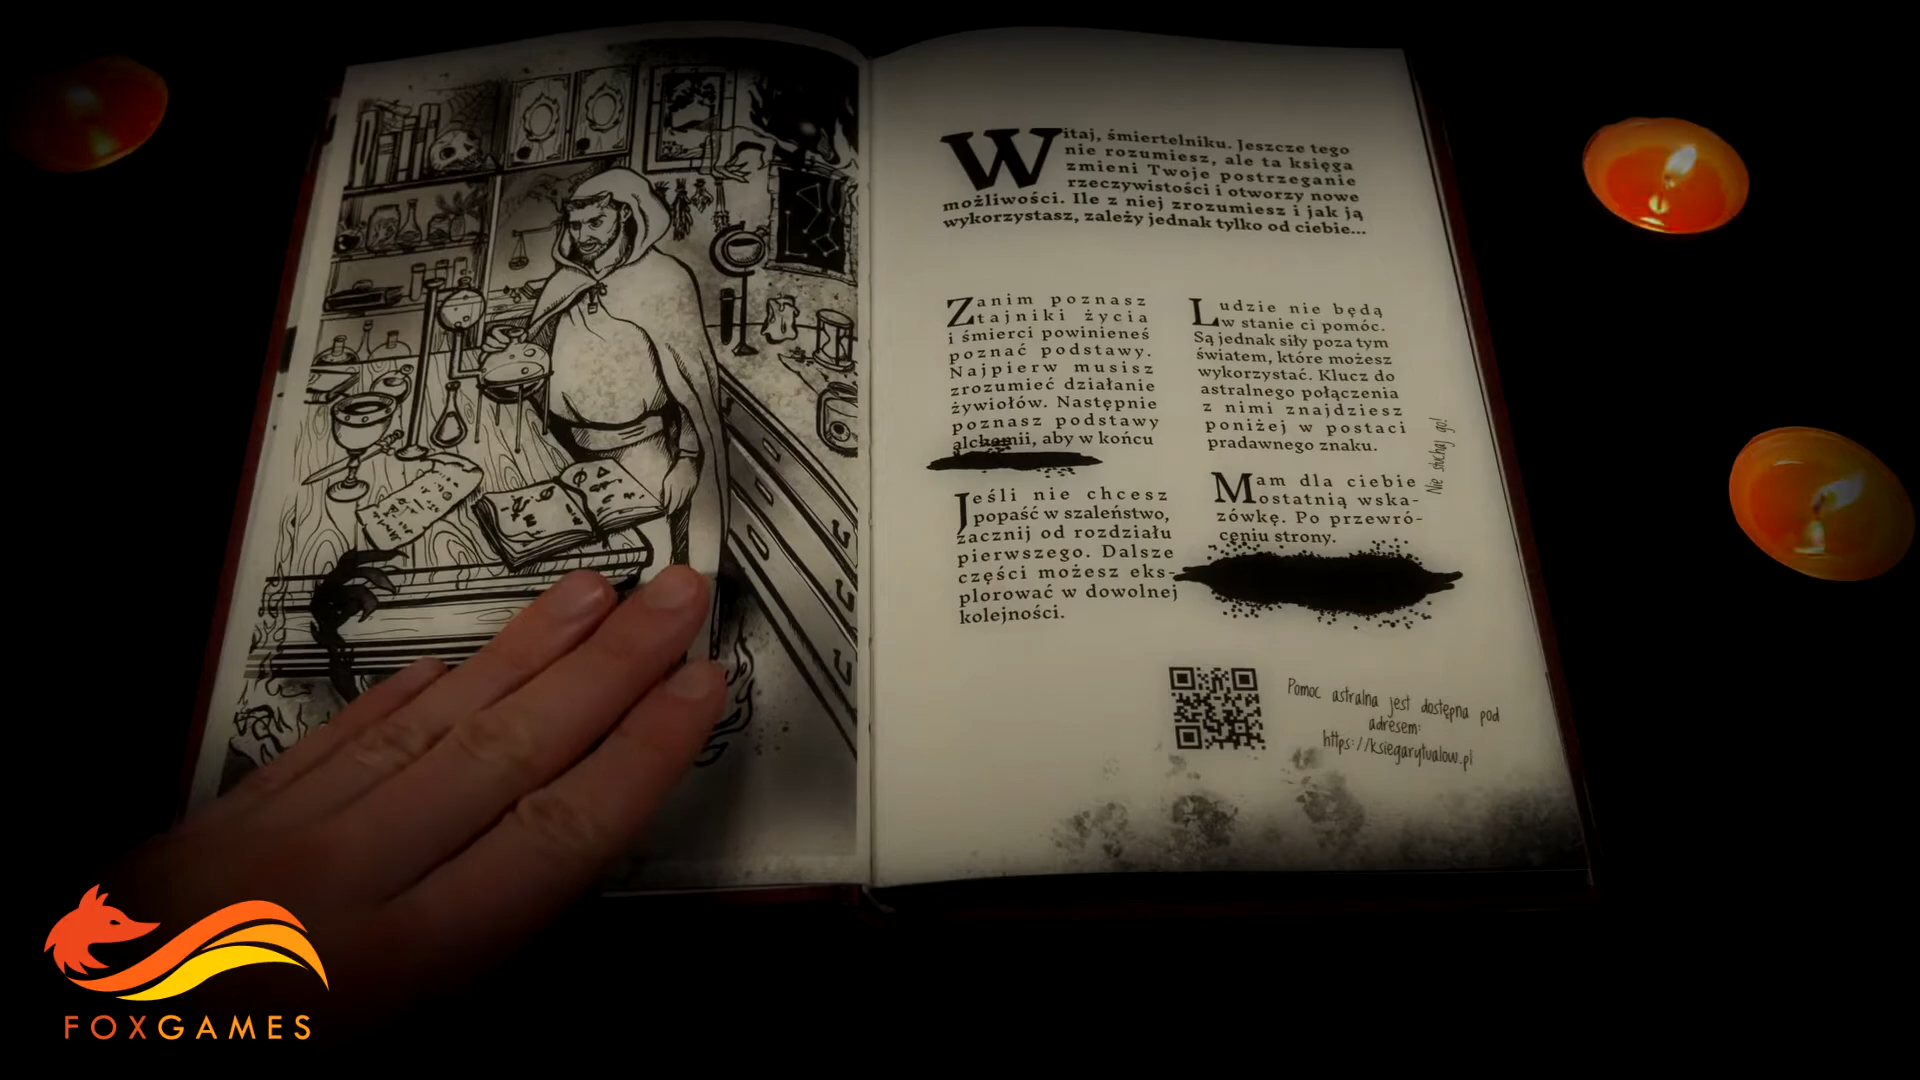 Witaj, śmiertelniku. Jeszcze tego
nie rozumiesz, ale ta księga
zmieni Twoje postrzeganie
rzeczywistości i otworzy nowe
możliwości. Ile z niej zrozumiesz i jak ją
wykorzystasz, zależy jednak tylko od ciebie...
Zanim poznasz
tajniki życia
i śmierci powinieneś
poznać podstawy.
Najpierw musisz
zrozumieć działanie
żywiołów. Następnie
poznasz podstawy
alchemii, aby w końcu
Jeśli nie chcesz
popaść w szaleństwo,
zacznij od rozdziału
pierwszego. Dalsze
części możesz eks-
plorować w dowolnej
kolejności.
Ludzie nie będą
w stanie ci pomóc.
Są jednak siły poza tym
światem, które możesz
wykorzystać. Klucz do
astralnego połączenia
z nimi znajdziesz
poniżej w postaci
pradawnego znaku.
Mam dla ciebie
ostatnią wska-
zówkę. Po przewró-
ceniu strony.
Nie słuchaj go!
Pomoc astralna jest dostępna pod
adresem:
https://ksiegarytualow.pl
FOXGAMES